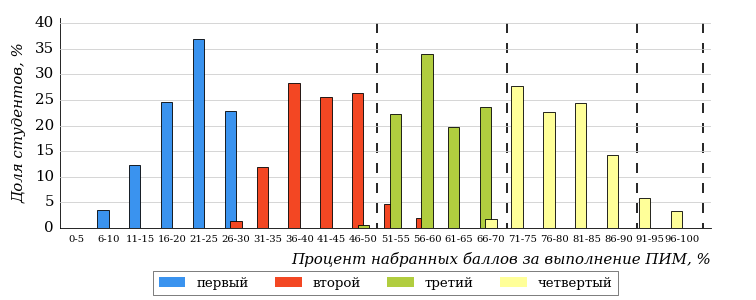 40
35
30
25
20
15
10
5
0
Доля студентов, %
0-5 6-10 11-15 16-20 21-25 26-30 31-35 36-40 41-45 46-50 51-55 56-60 61-65 66-70 71-75 76-80 81-85 86-90 91-95 96-100
Процент набранных баллов за выполнение ПИМ, %
первый второй третий четвертый